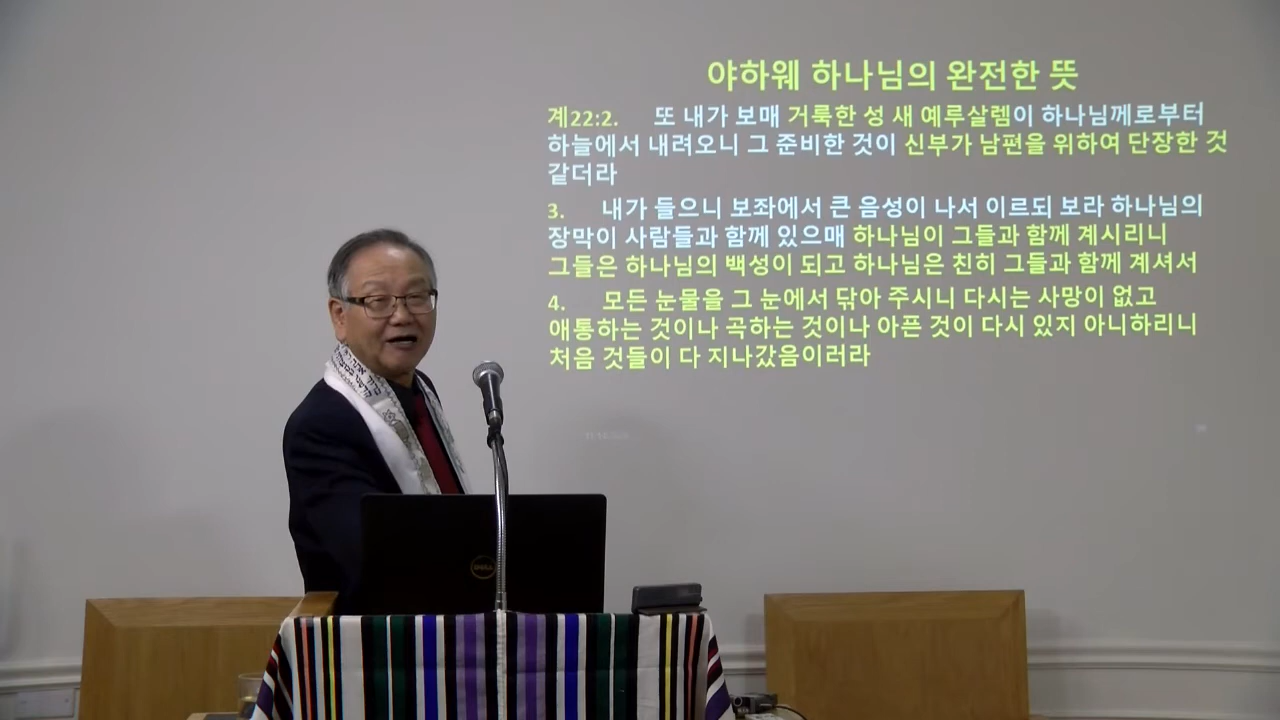 야하웨 하나님의 완전한 뜻
계22:2. 또 내가 보매 거룩한 성 새 예루살렘이 하나님께로부터
하늘에서 내려오니 그 준비한 것이 신부가 남편을 위하여 단장한 것
같더라
3. 내가 들으니 보좌에서 큰 음성이 나서 이르되 보라 하나님의
장막이 사람들과 함께 있으매 하나님이 그들과 함께 계시리니
그들은 하나님의 백성이 되고 하나님은 친히 그들과 함께 계셔서
4. 모든 눈물을 그 눈에서 닦아 주시니 다시는 사망이 없고
애통하는 것이나 곡하는 것이나 아픈 것이 다시 있지 아니하리니
처음 것들이 다 지나갔음이러라
DELL